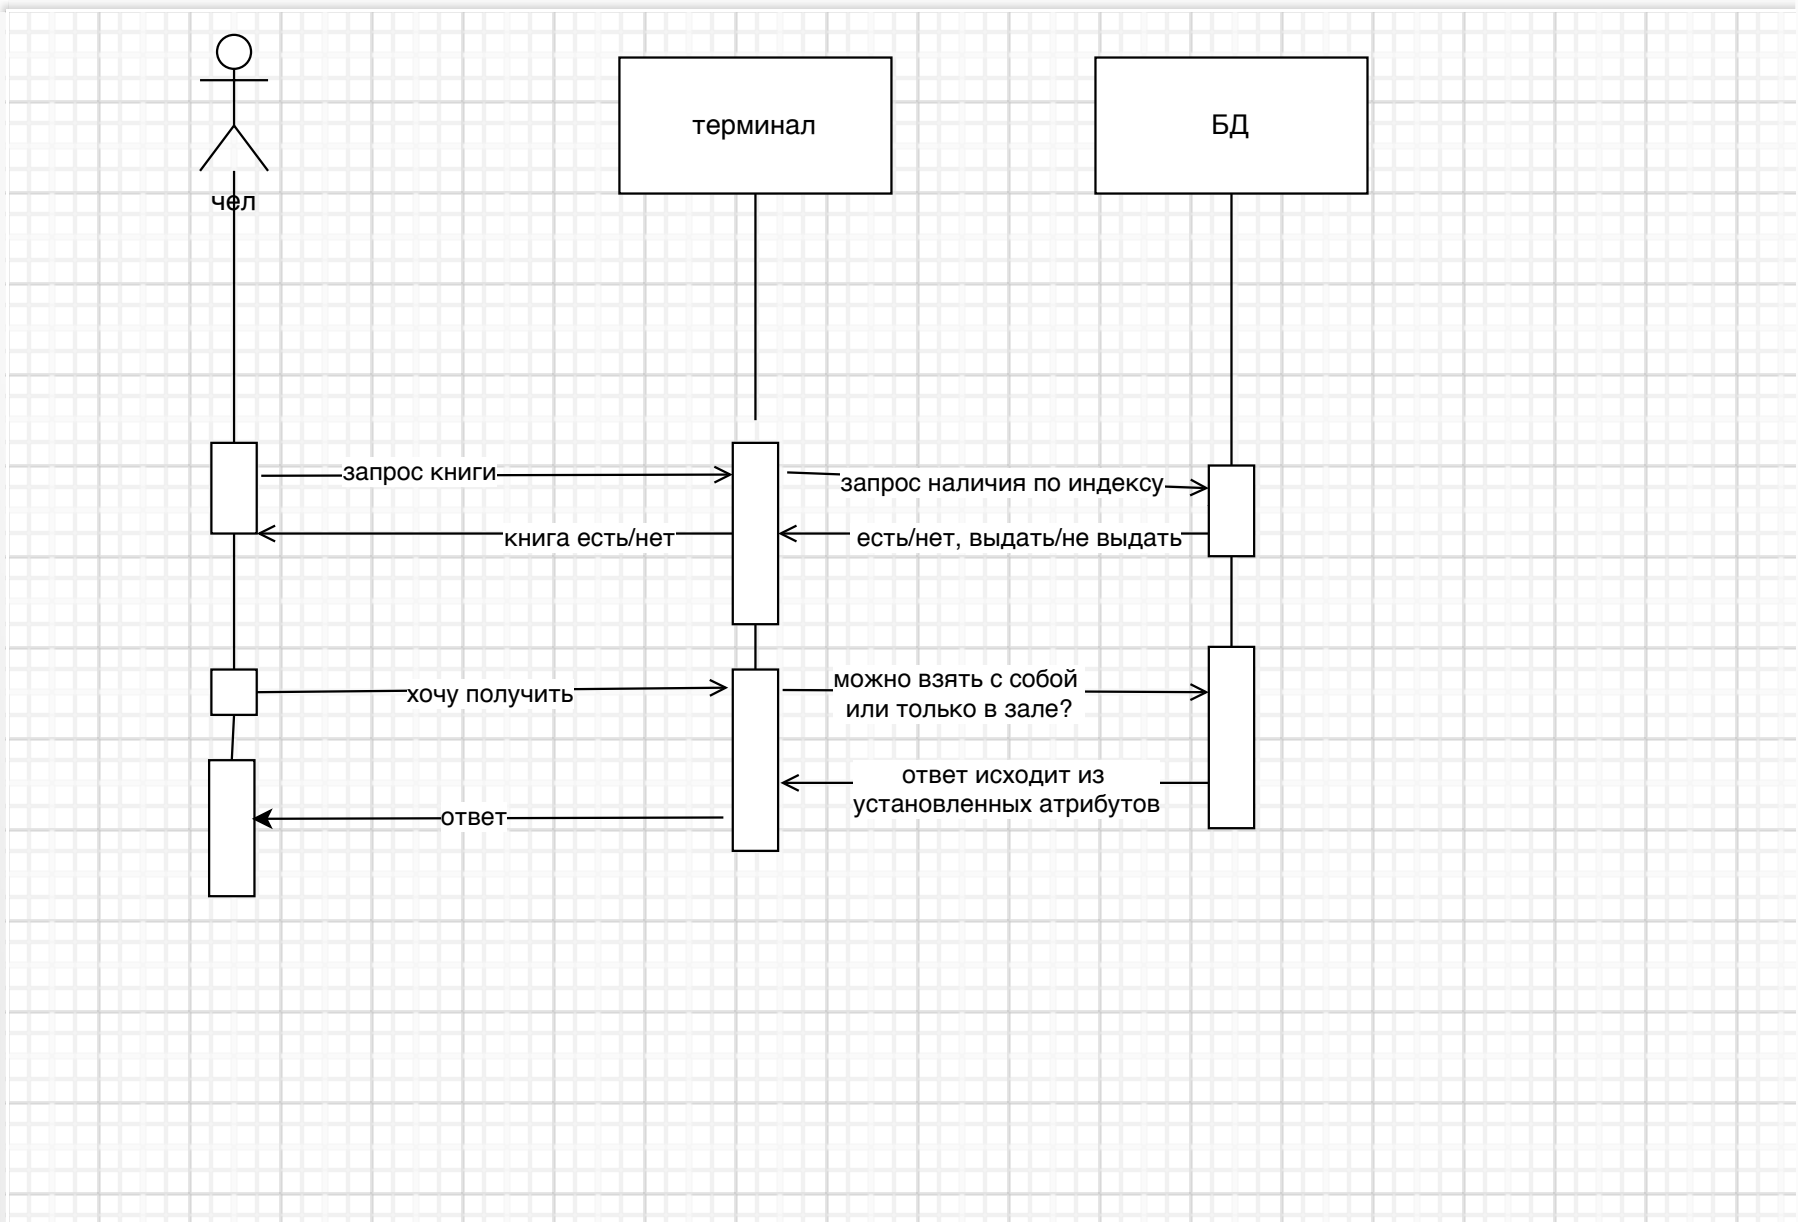 терминал
БД
чел
запрос книги
запрос наличия по индексу
книга есть/нет
есть/нет, выдать/не выдать
хочу получить
можно взять с собой
или только в зале?
ответ исходит из
установленных атрибутов
ответ